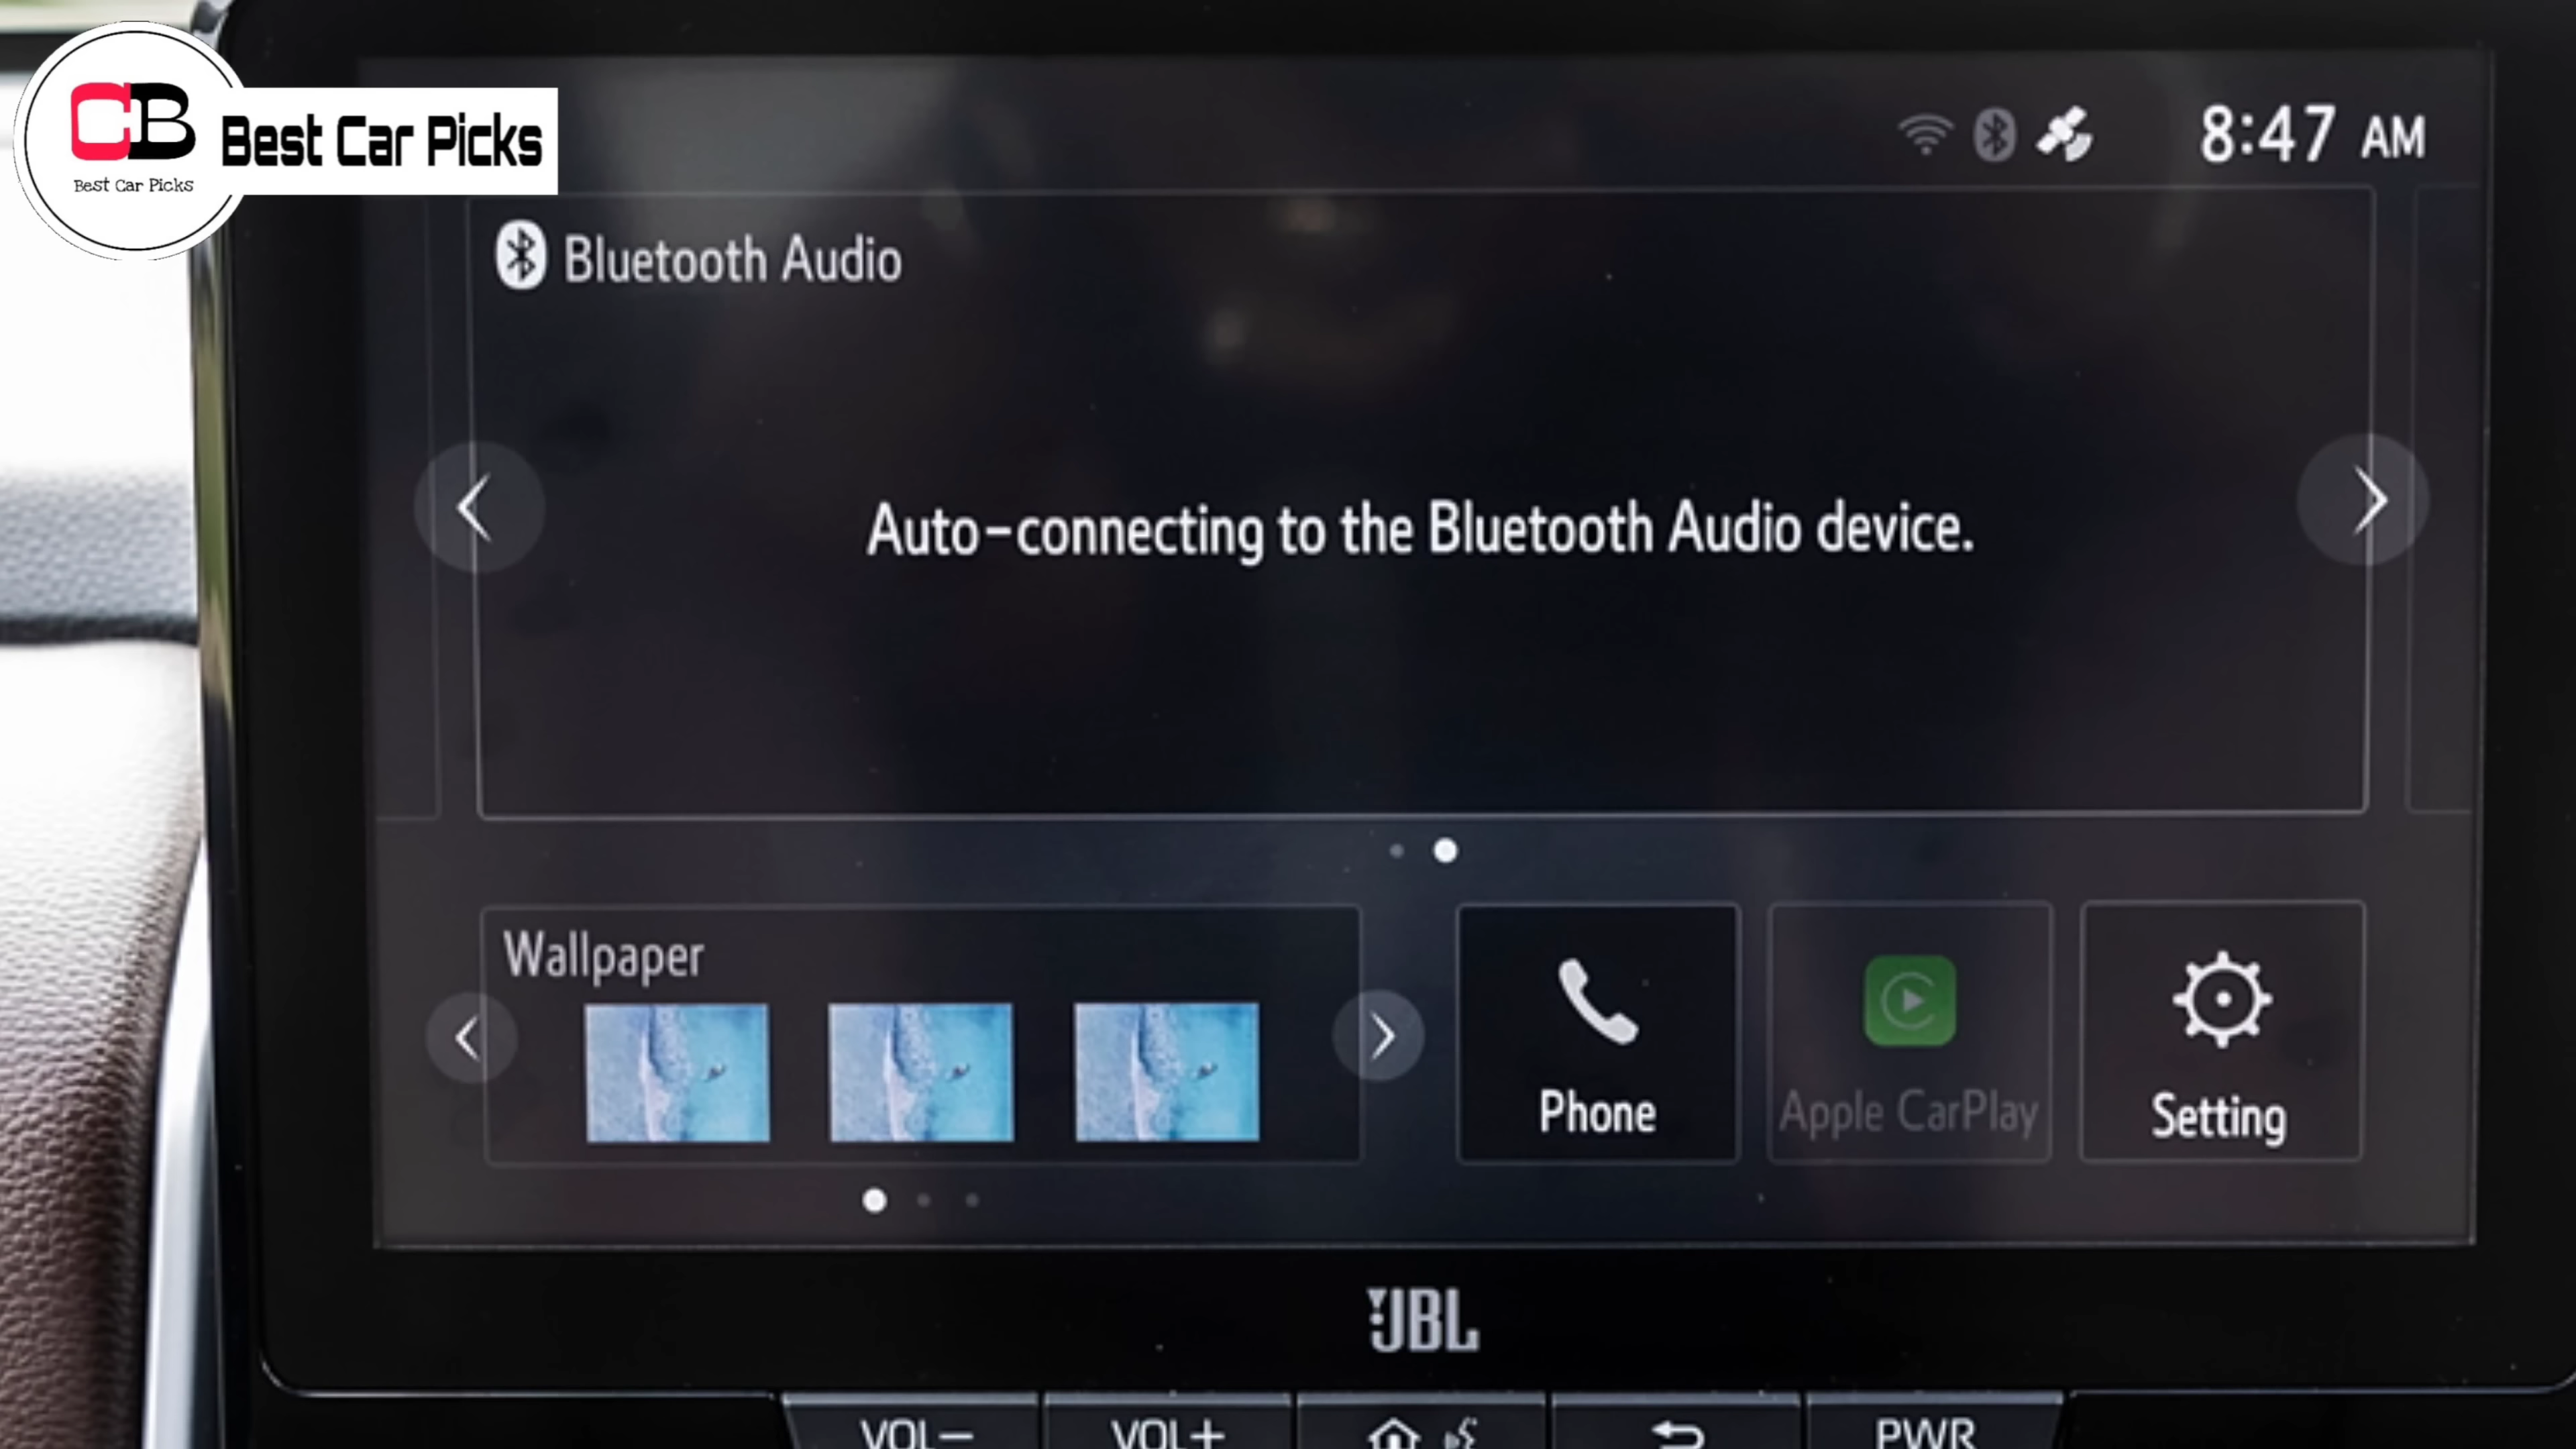 CB
Best Car Picks
Best Car Picks
8:47 AM
Bluetooth Audio
Auto-connecting to the Bluetooth Audio device.
Wallpaper
Phone
Apple CarPlay
Setting
JBL
VOL−
VOL+
PWR